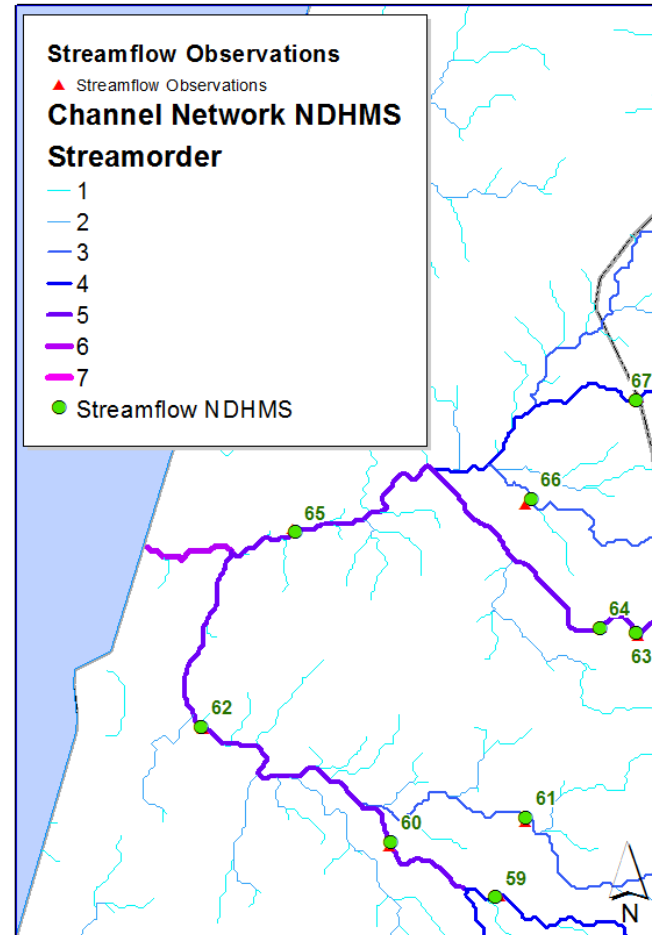 Streamflow Observations
Streamflow Observations
Channel Network NDHMS
Streamorder
1
2
3
4
5
6
7
Streamflow NDHMS
67
66
65
64
63
62
61
60
59
N